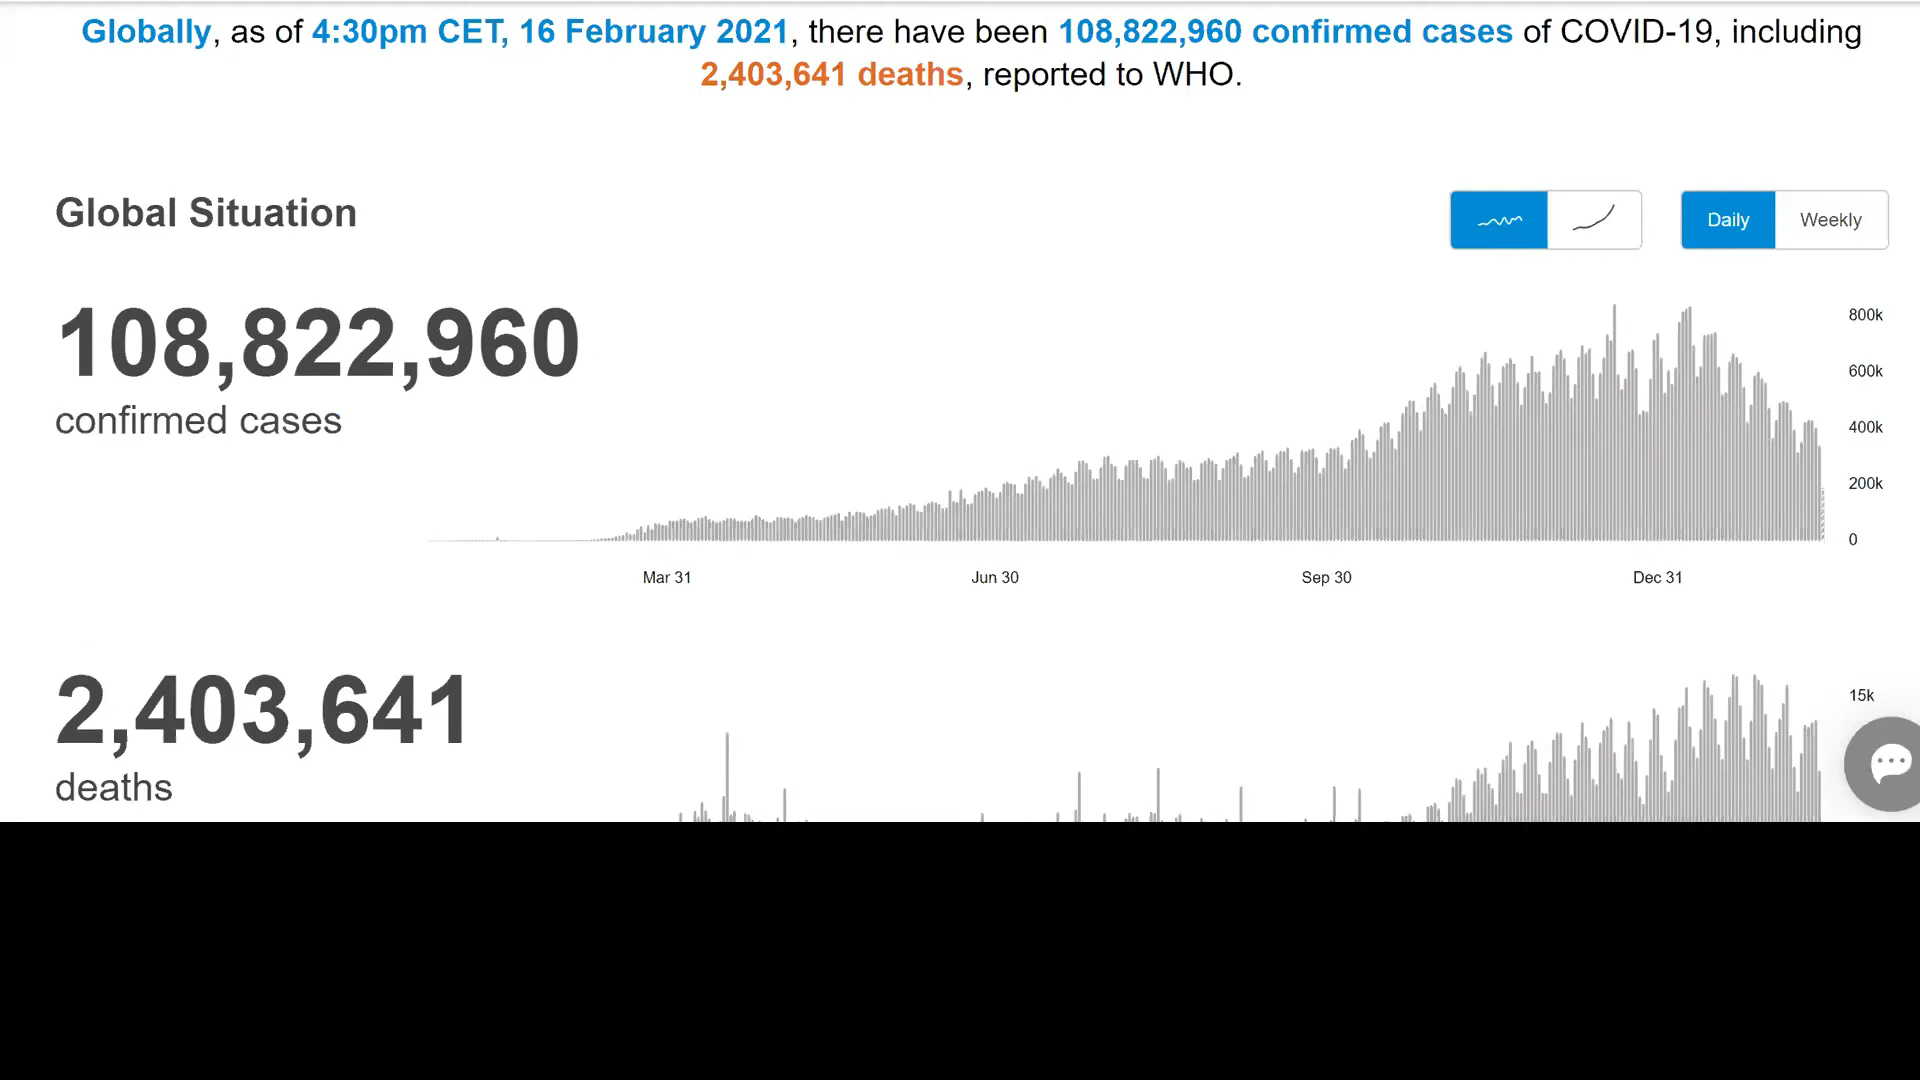 Globally, as of 4:30pm CET, 16 February 2021, there have been 108,822,960 confirmed cases of COVID-19, including
2,403,641 deaths, reported to WHO.
Global Situation
Daily
Weekly
108,822,960
confirmed cases
800k
600k
400k
200k
0
Mar 31
Jun 30
Sep 30
Dec 31
2,403,641
deaths
15k